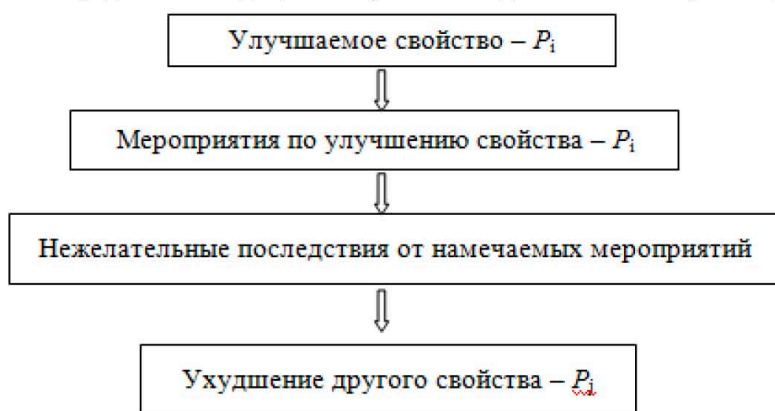 Улучшаемое свойство – Pi
Мероприятия по улучшению свойства – Pi
Нежелательные последствия от намечаемых мероприятий
Ухудшение другого свойства – Pj